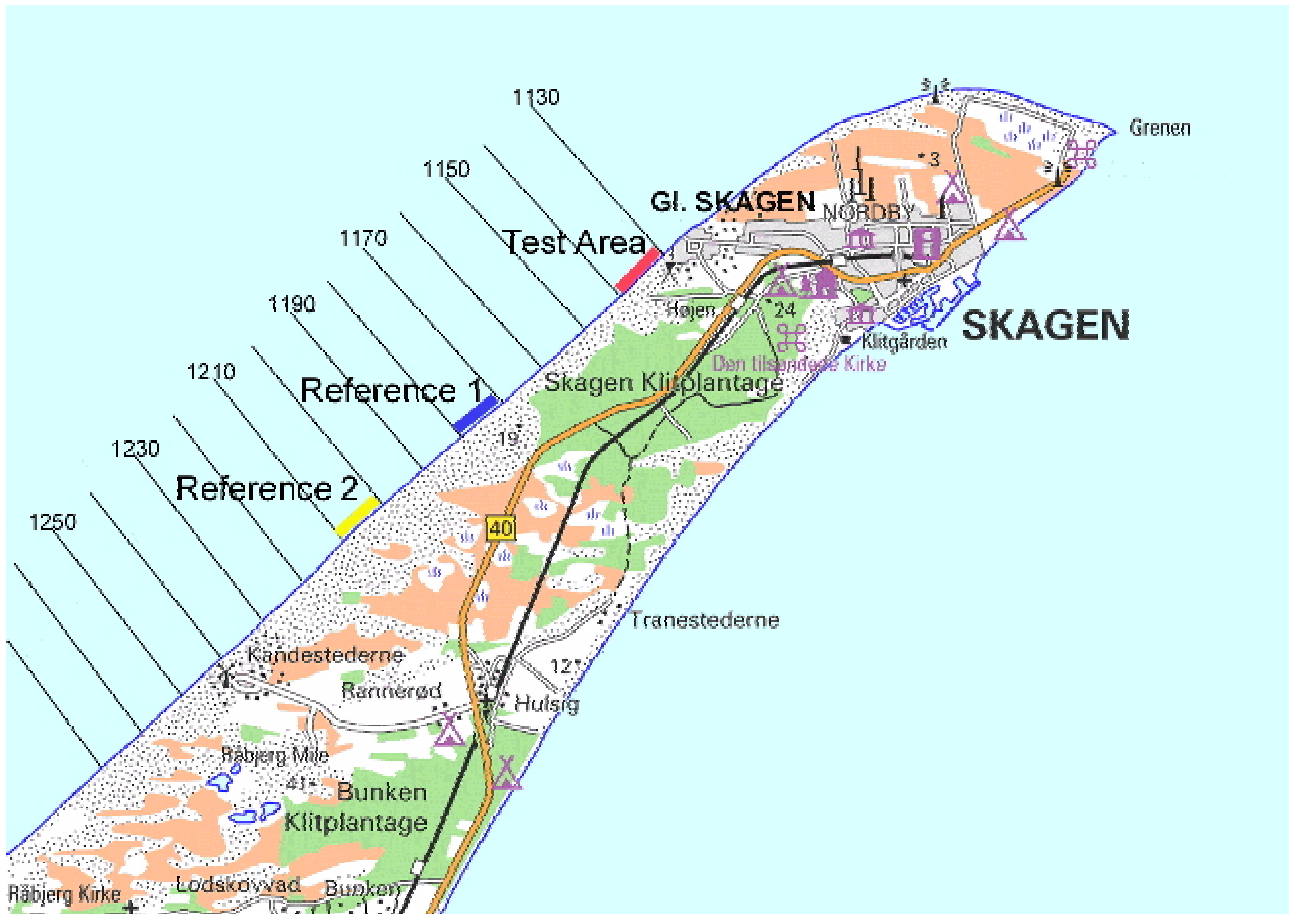 1130
Grenen
1150
3
Gl. SKAGEN
NORDBY
1170
Test Area
1190
Højen
24
SKAGEN
Klitgården
Den tilsandede Kirke
1210
Reference 1
Skagen Klitplantage
1230
19
Reference 2
1250
40
Tranestederne
Kandestederne
12
Rannerød
Hulsig
Råbjerg Mile
41
Bunken
Klitplantage
Råbjerg Kirke
Lodskovvad
Bunken